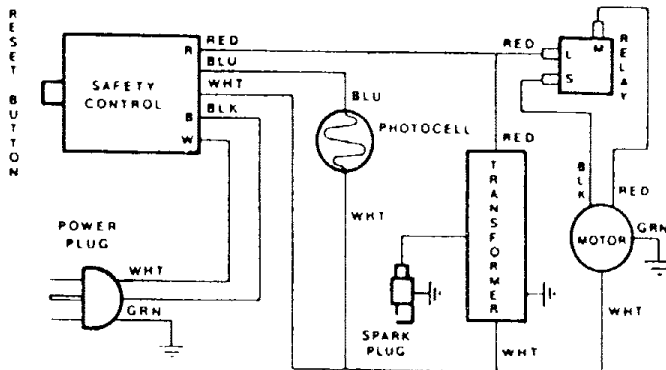 RESET BUTTON
SAFETY CONTROL
R
B
W
RED
BLU
WHT
BLK
BLU
PHOTOCELL
WHT
RED
L
S
M
RELAY
RED
TRANSFORMER
BLK
RED
MOTOR
GRN
WHT
POWER PLUG
WHT
GRN
SPARK PLUG
WHT